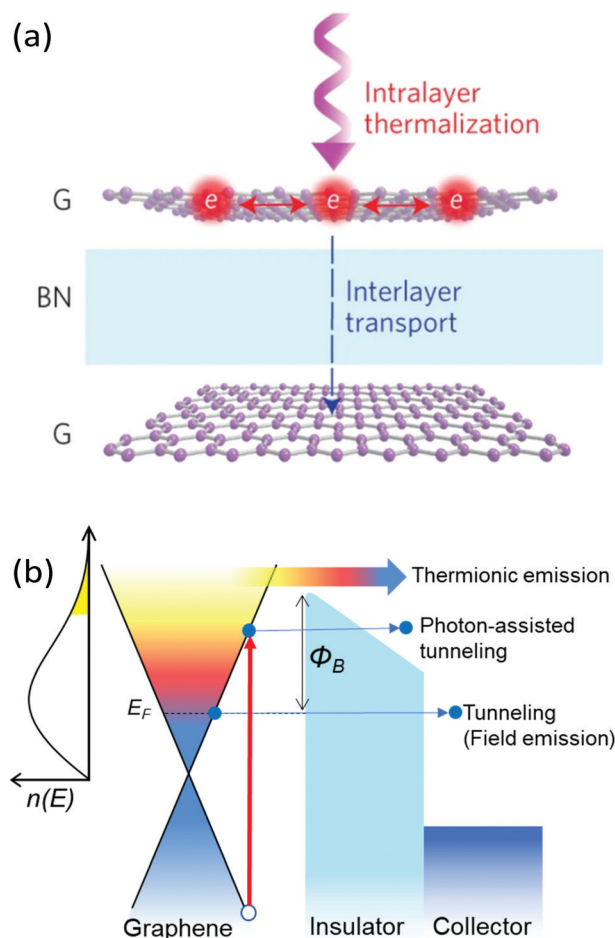 (a)
Intralayer
thermalization
G
e
e
e
BN
Interlayer
transport
G
(b)
Thermionic emission
Photon-assisted
tunneling
Φ_B
E_F
Tunneling
(Field emission)
n(E)
Graphene
Insulator
Collector